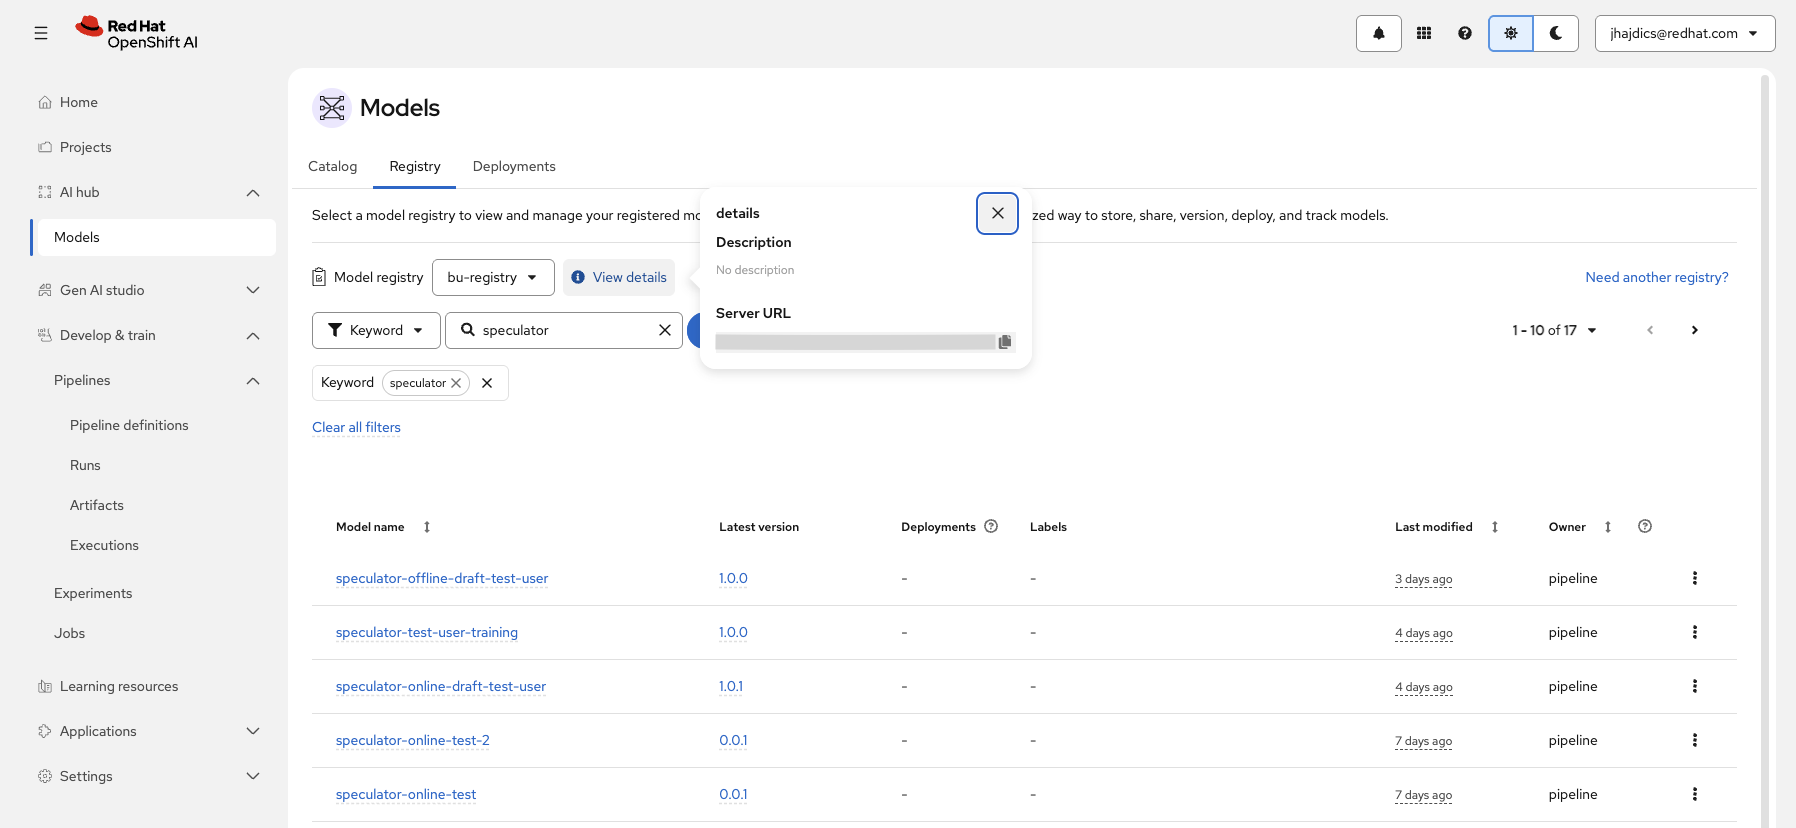 Red Hat
OpenShift AI
jhajdics@redhat.com
Home
Projects
AI hub
Models
Gen AI studio
Develop & train
Pipelines
Pipeline definitions
Runs
Artifacts
Executions
Experiments
Jobs
Learning resources
Applications
Settings
Models
Catalog Registry Deployments
Select a model registry to view and manage your registered mo
zed way to store, share, version, deploy, and track models.
details
Description
No description
Server URL
Model registry bu-registry View details
Need another registry?
Keyword speculator
1 - 10 of 17
Keyword speculator
Clear all filters
Model name Latest version Deployments Labels Last modified Owner
speculator-offline-draft-test-user 1.0.0 - - 3 days ago pipeline
speculator-test-user-training 1.0.0 - - 4 days ago pipeline
speculator-online-draft-test-user 1.0.1 - - 4 days ago pipeline
speculator-online-test-2 0.0.1 - - 7 days ago pipeline
speculator-online-test 0.0.1 - - 7 days ago pipeline